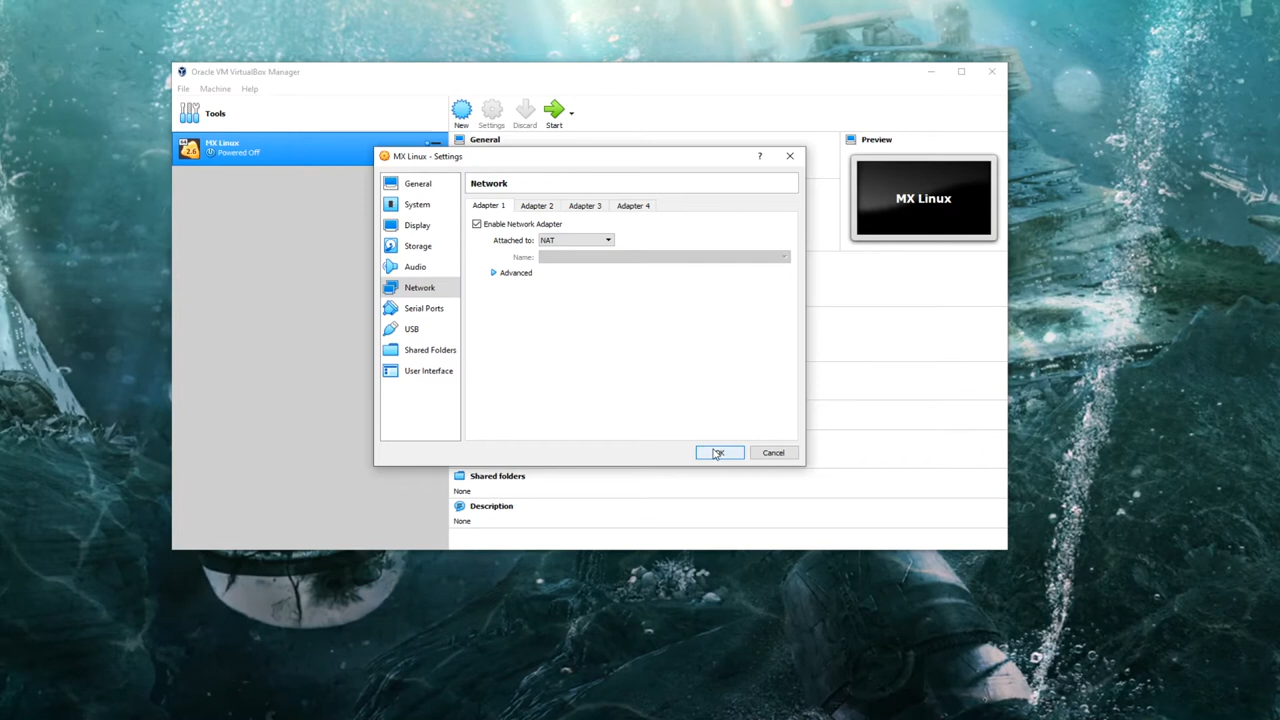 Oracle VM VirtualBox Manager
File Machine Help
Tools
New Settings Discard Start
MX Linux
Powered Off
General
Preview
MX Linux
MX Linux - Settings
?
General
System
Display
Storage
Audio
Network
Serial Ports
USB
Shared Folders
User Interface
Network
Adapter 1 Adapter 2 Adapter 3 Adapter 4
Enable Network Adapter
Attached to: NAT
Name:
Advanced
Cancel
Shared folders
None
Description
None